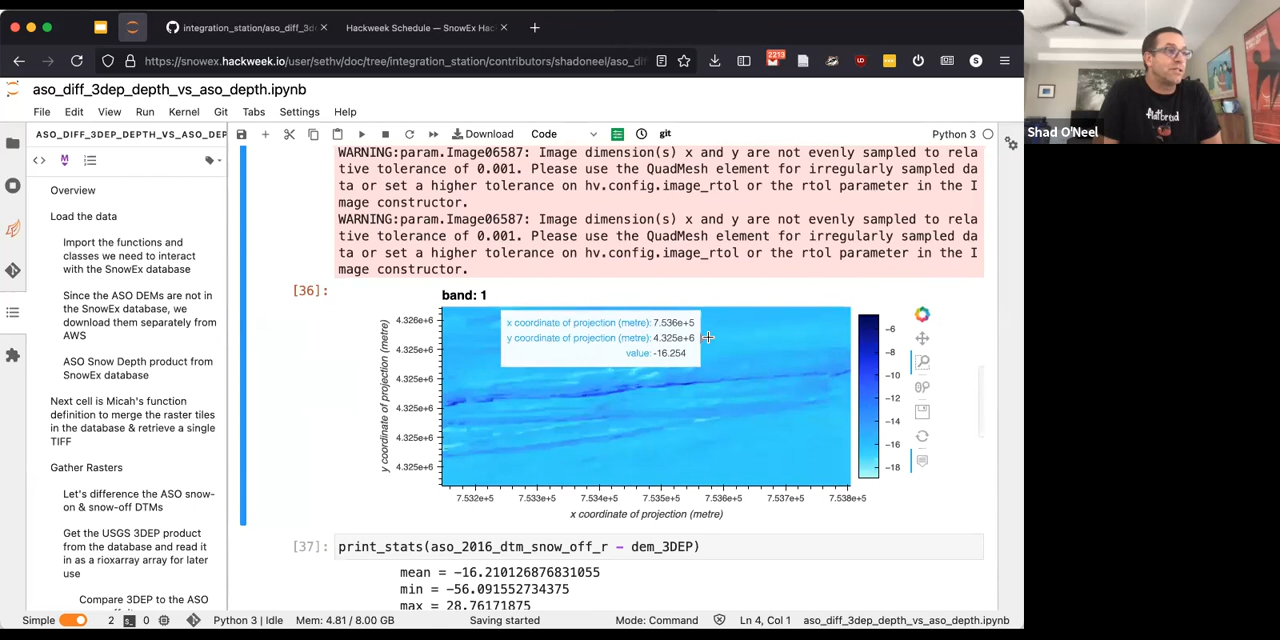 integration_station/aso_diff_3de
Hackweek Schedule — SnowEx Hac
https://snowex.hackweek.io/user/sethv/doc/tree/integration_station/contributors/shadoneel/aso_di
2213
S
aso_diff_3dep_depth_vs_aso_depth.ipynb
File Edit View Run Kernel Git Tabs Settings Help
ASO_DIFF_3DEP_DEPTH_VS_ASO_DEP
Download
Code
git
Python 3
Overview
Load the data
Import the functions and
classes we need to interact
with the SnowEx database
Since the ASO DEMs are not in
the SnowEx database, we
download them separately from
AWS
ASO Snow Depth product from
SnowEx database
Next cell is Micah's function
definition to merge the raster tiles
in the database & retrieve a single
TIFF
Gather Rasters
Let's difference the ASO snow-
on & snow-off DTMs
Get the USGS 3DEP product
from the database and read it
in as a rioxarray array for later
use
Compare 3DEP to the ASO
WARNING:param.Image06587: Image dimension(s) x and y are not evenly sampled to rela
tive tolerance of 0.001. Please use the QuadMesh element for irregularly sampled da
ta or set a higher tolerance on hv.config.image_rtol or the rtol parameter in the I
mage constructor.
WARNING:param.Image06587: Image dimension(s) x and y are not evenly sampled to rela
tive tolerance of 0.001. Please use the QuadMesh element for irregularly sampled da
ta or set a higher tolerance on hv.config.image_rtol or the rtol parameter in the I
mage constructor.
[36]:
band: 1
y coordinate of projection (metre)
4.326e+6
4.325e+6
4.325e+6
4.325e+6
4.325e+6
4.325e+6
x coordinate of projection (metre): 7.536e+5
y coordinate of projection (metre): 4.325e+6
value: -16.254
−6
−8
−10
−12
−14
−16
−18
7.532e+5 7.533e+5 7.534e+5 7.535e+5 7.536e+5 7.537e+5 7.538e+5
x coordinate of projection (metre)
[37]:
print_stats(aso_2016_dtm_snow_off_r - dem_3DEP)
mean = -16.210126876831055
min = -56.091552734375
max = 28.76171875
Simple
2
0
Python 3 | Idle
Mem: 4.81 / 8.00 GB
Saving started
Mode: Command
Ln 4, Col 1
aso_diff_3dep_depth_vs_aso_depth.ipynb
Shad O'Neel
flatbread